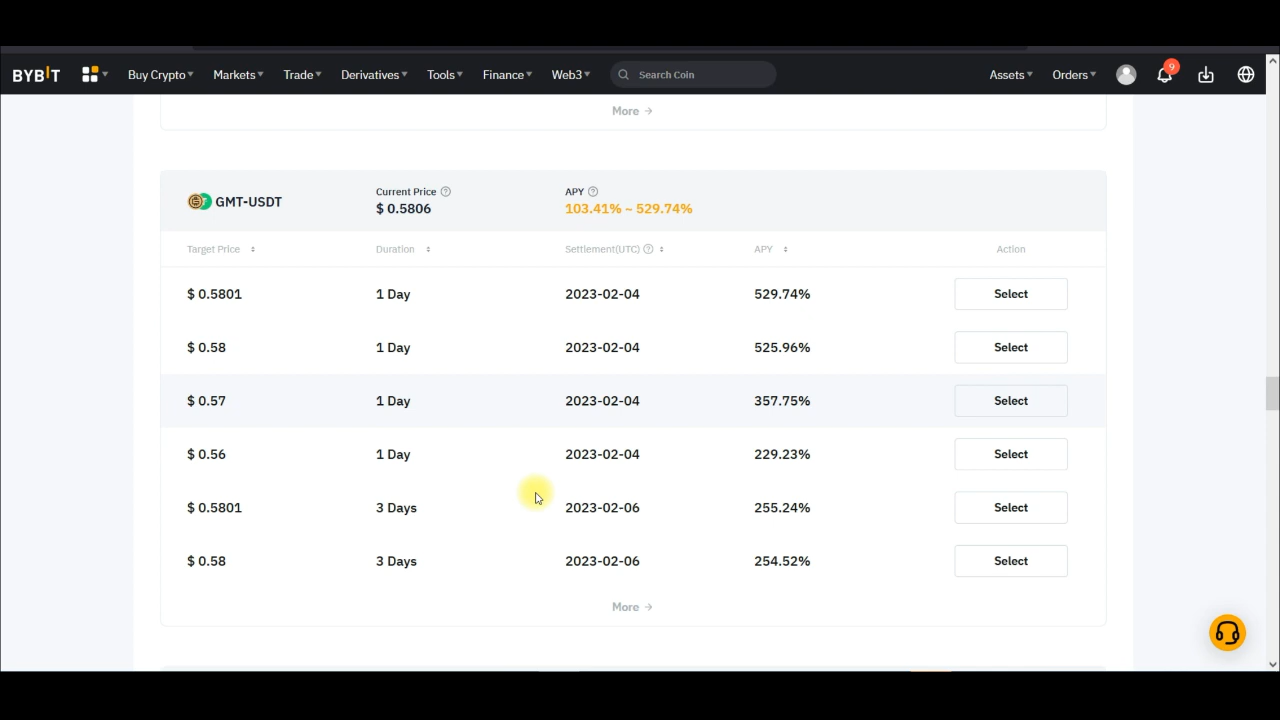 BYBIT Buy Crypto Markets Trade Derivatives Tools Finance Web3 Search Coin Assets Orders 9
More →
GMT-USDT Current Price ? APY ?
$ 0.5806 103.41% ~ 529.74%
Target Price Duration Settlement(UTC) ? APY Action
$ 0.5801 1 Day 2023-02-04 529.74% Select
$ 0.58 1 Day 2023-02-04 525.96% Select
$ 0.57 1 Day 2023-02-04 357.75% Select
$ 0.56 1 Day 2023-02-04 229.23% Select
$ 0.5801 3 Days 2023-02-06 255.24% Select
$ 0.58 3 Days 2023-02-06 254.52% Select
More →